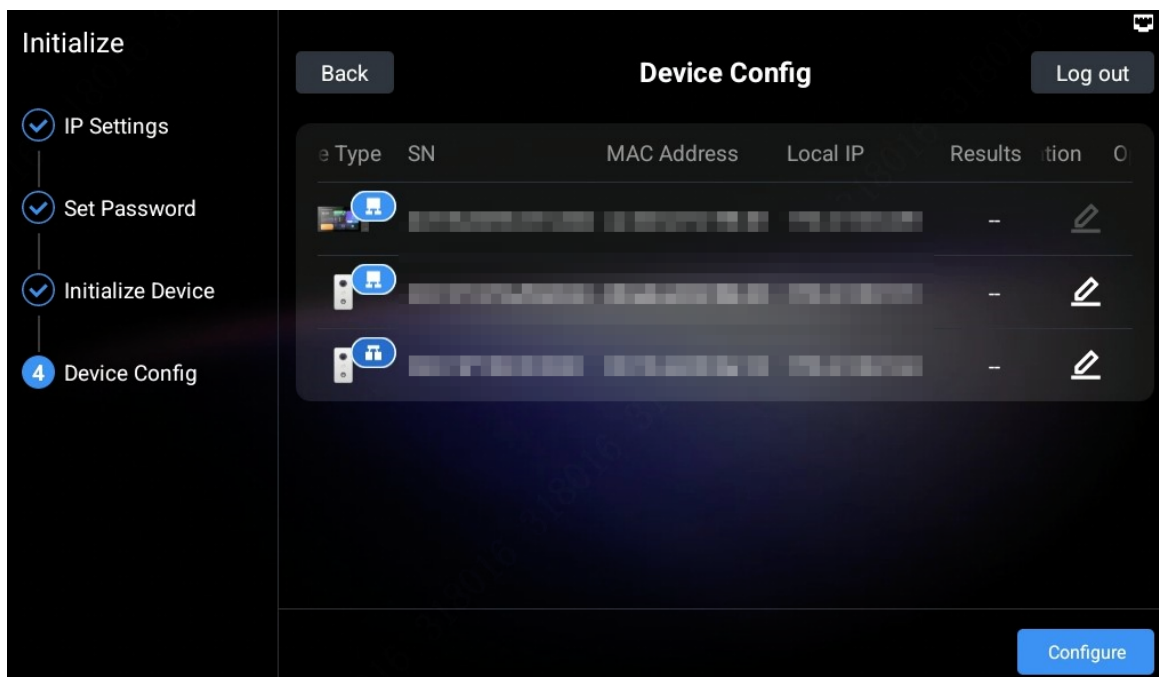 Initialize
IP Settings
Set Password
Initialize Device
4 Device Config
Back
Device Config
Log out
e Type SN MAC Address Local IP Results tion O
--
--
--
Configure